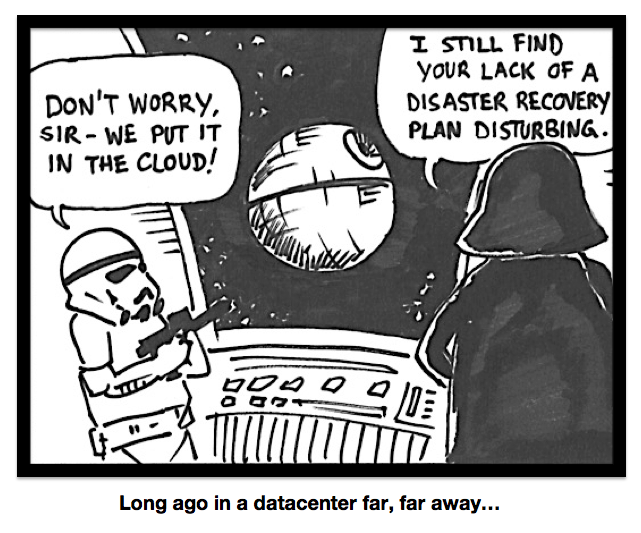 DON'T WORRY,
SIR - WE PUT IT
IN THE CLOUD!
I STILL FIND
YOUR LACK OF A
DISASTER RECOVERY
PLAN DISTURBING.
Long ago in a datacenter far, far away...